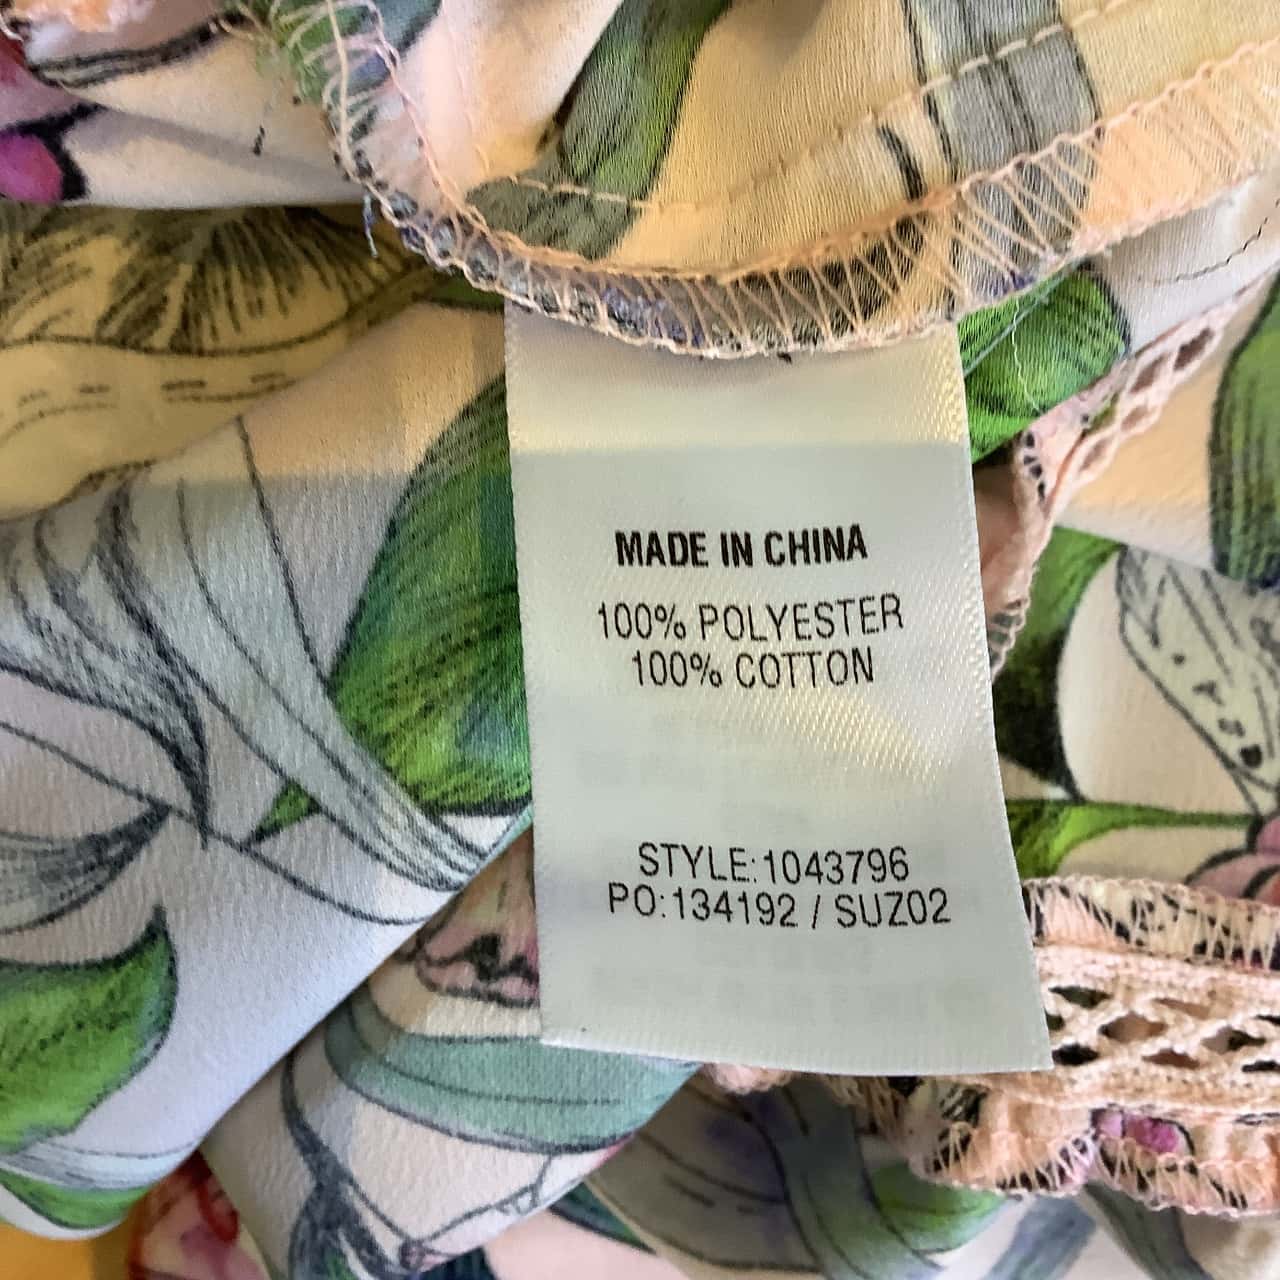 MADE IN CHINA
100% POLYESTER
100% COTTON
STYLE:1043796
PO:134192 / SUZ02